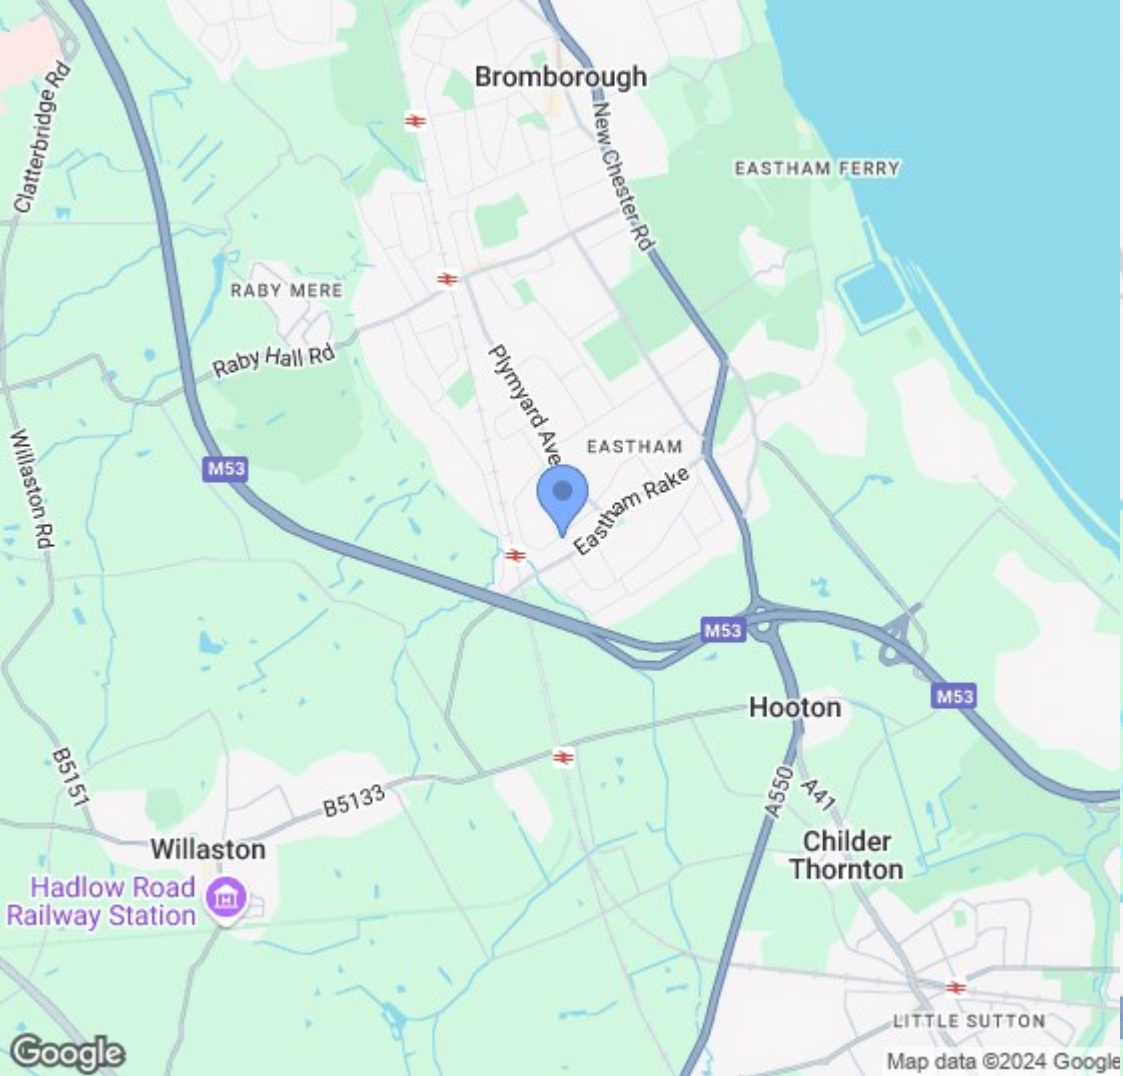 Bromborough
Clatterbridge Rd
New Chester Rd
EASTHAM FERRY
RABY MERE
Raby Hall Rd
Plymyard Ave
EASTHAM
Willaston Rd
M53
Eastham Rake
M53
M53
Hooton
B5151
B5133
A550
A41
Willaston
Childer
Thornton
Hadlow Road
Railway Station
LITTLE SUTTON
Google
Map data ©2024 Google